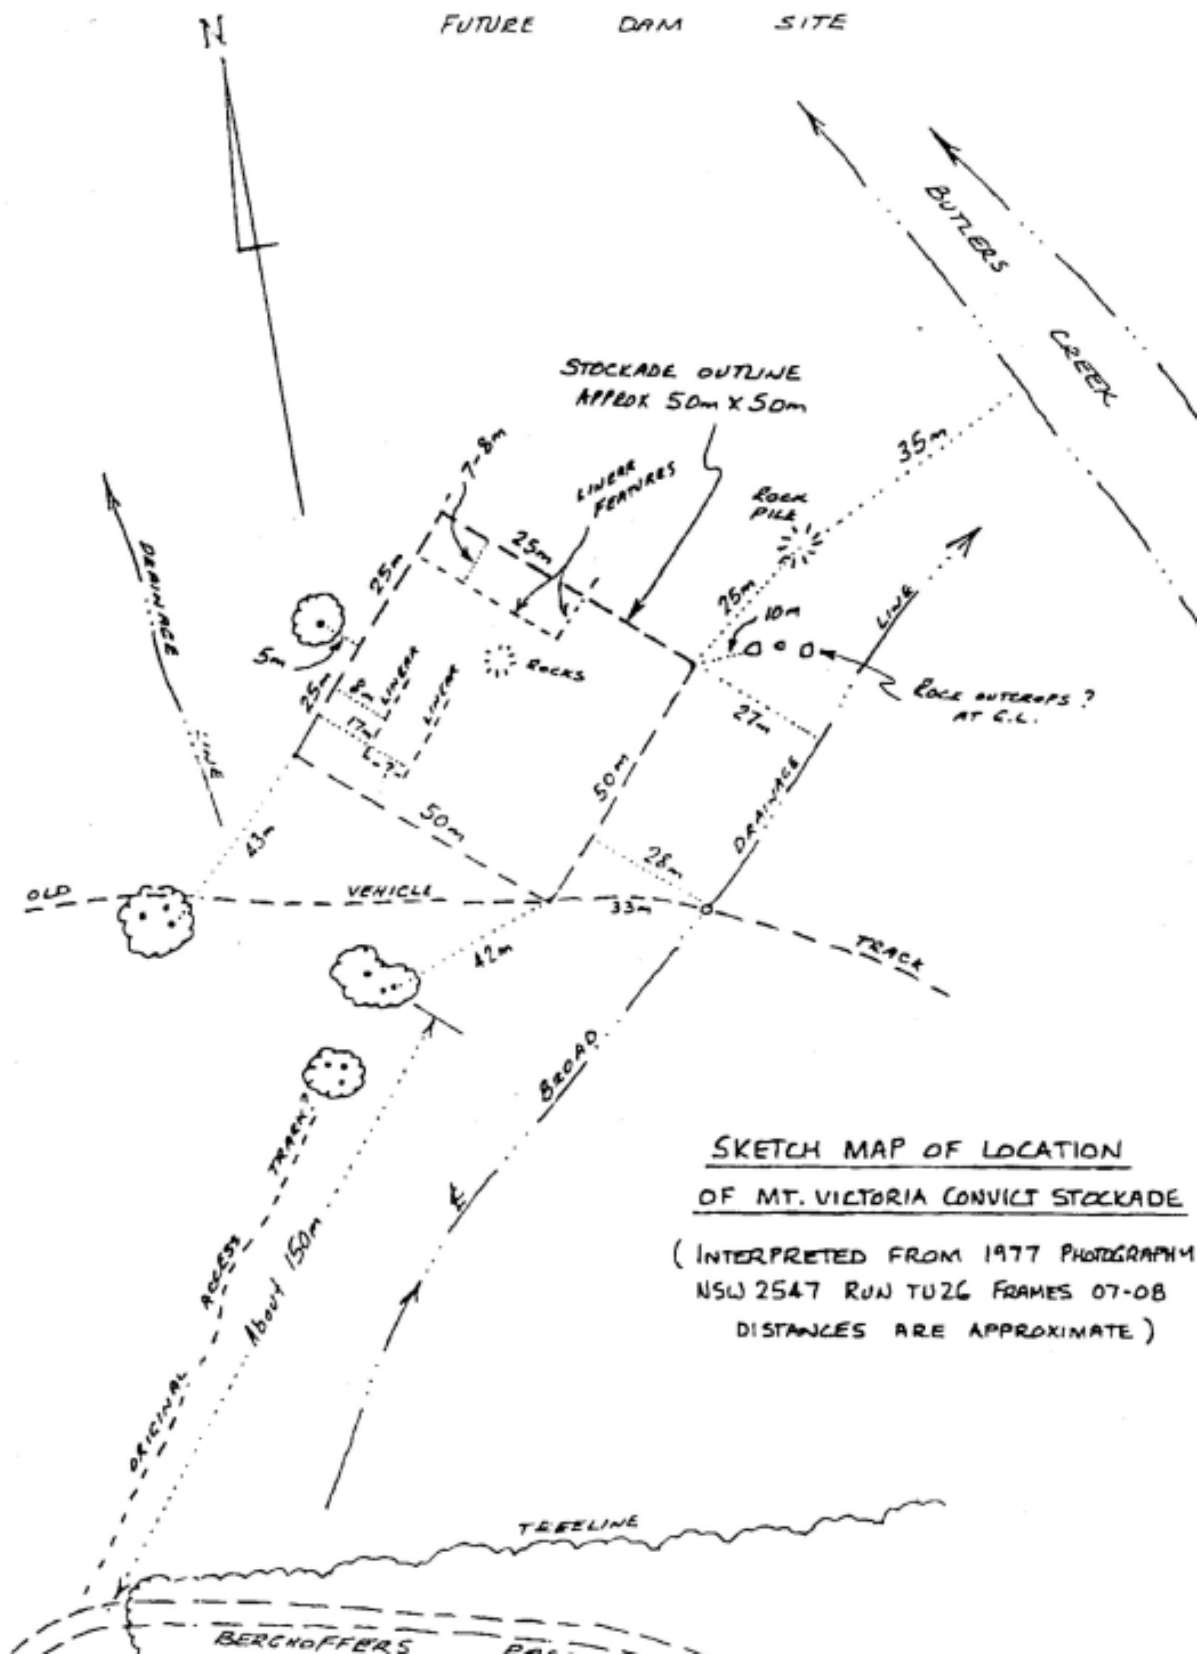 N
FUTURE DAM SITE
BUTLERS
CREEK
STOCKADE OUTLINE
APPROX 50m X 50m
7-8m
LINEAR
FEATURES
35m
ROCK
PILE
25m
25m
25m
10m
DRAINAGE
LINE
5m
25m
8m
LINEAR
LINEAR
17m
L-?-
ROCKS
LINE
ROCK OUTCROPS?
AT G.L.
27m
50m
DRAINAGE
50m
43m
28m
OLD VEHICLE
33m
TRACK
42m
BROAD
TRACK?
ACCESS
About 150m
ORIGINAL
℄
SKETCH MAP OF LOCATION
OF MT. VICTORIA CONVICT STOCKADE
(INTERPRETED FROM 1977 PHOTOGRAPHY
NSW 2547 RUN TU26 FRAMES 07-08
DISTANCES ARE APPROXIMATE)
TREELINE
BERGHOFFERS